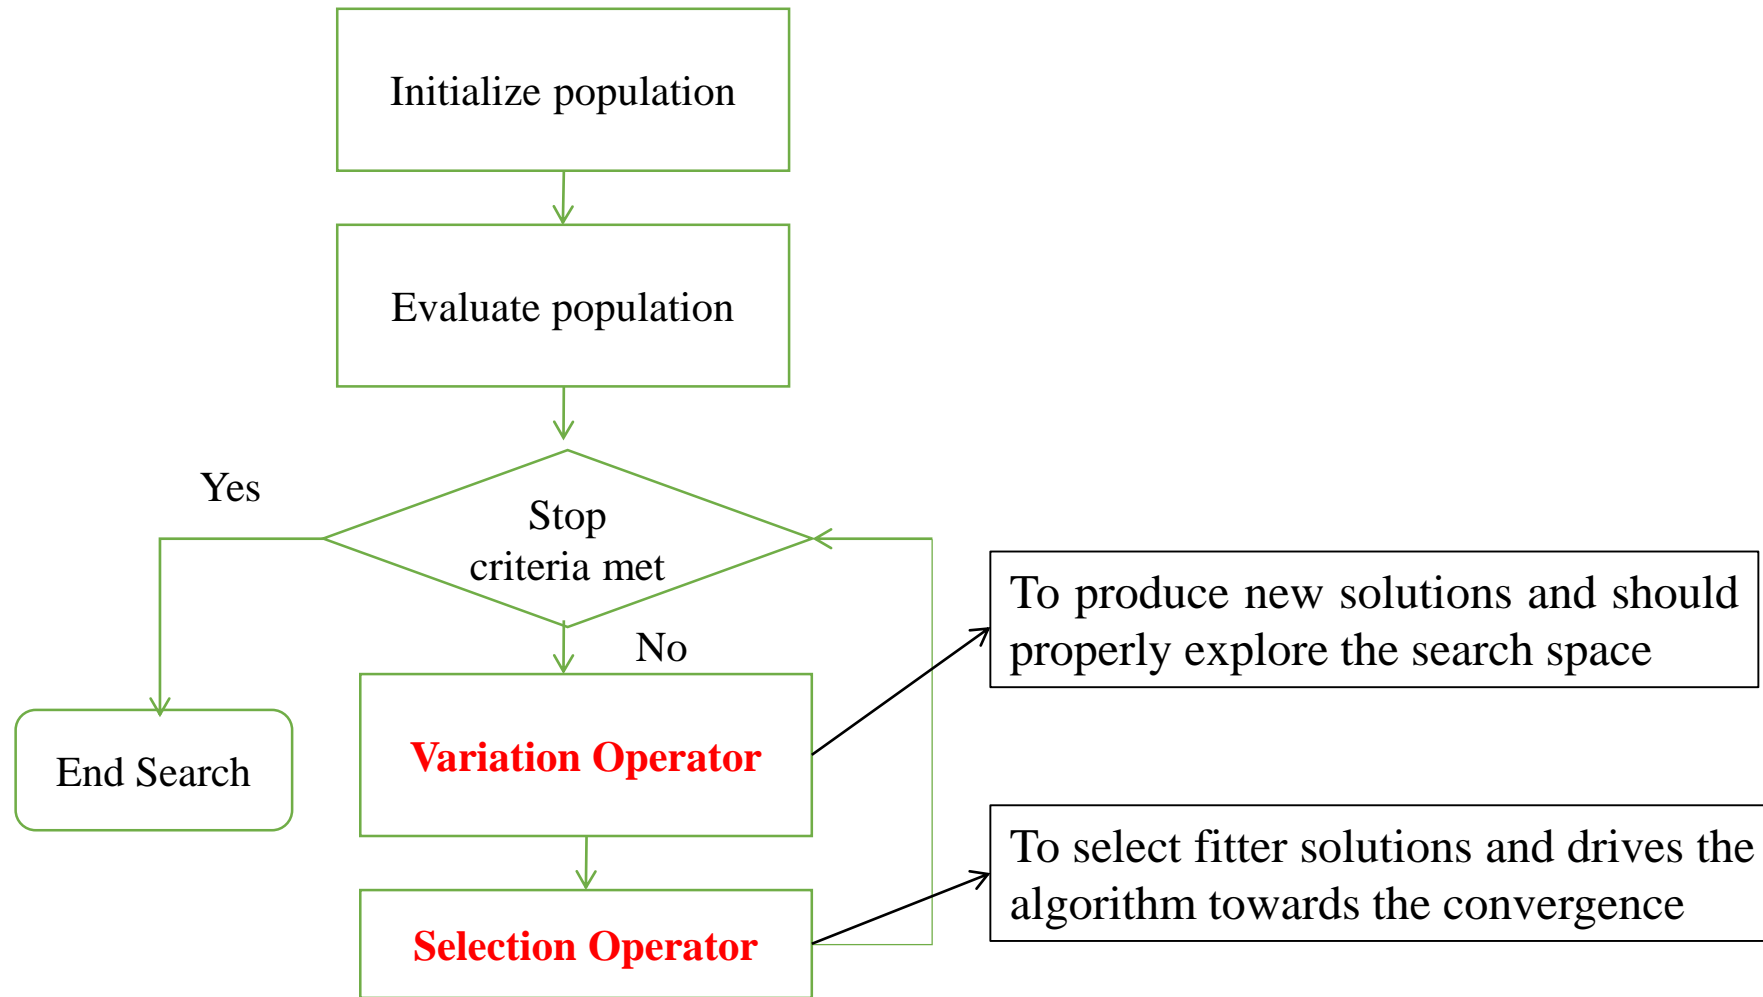 Initialize population
Evaluate population
Yes
Stop
criteria met
No
To produce new solutions and should
properly explore the search space
Variation Operator
End Search
To select fitter solutions and drives the
algorithm towards the convergence
Selection Operator